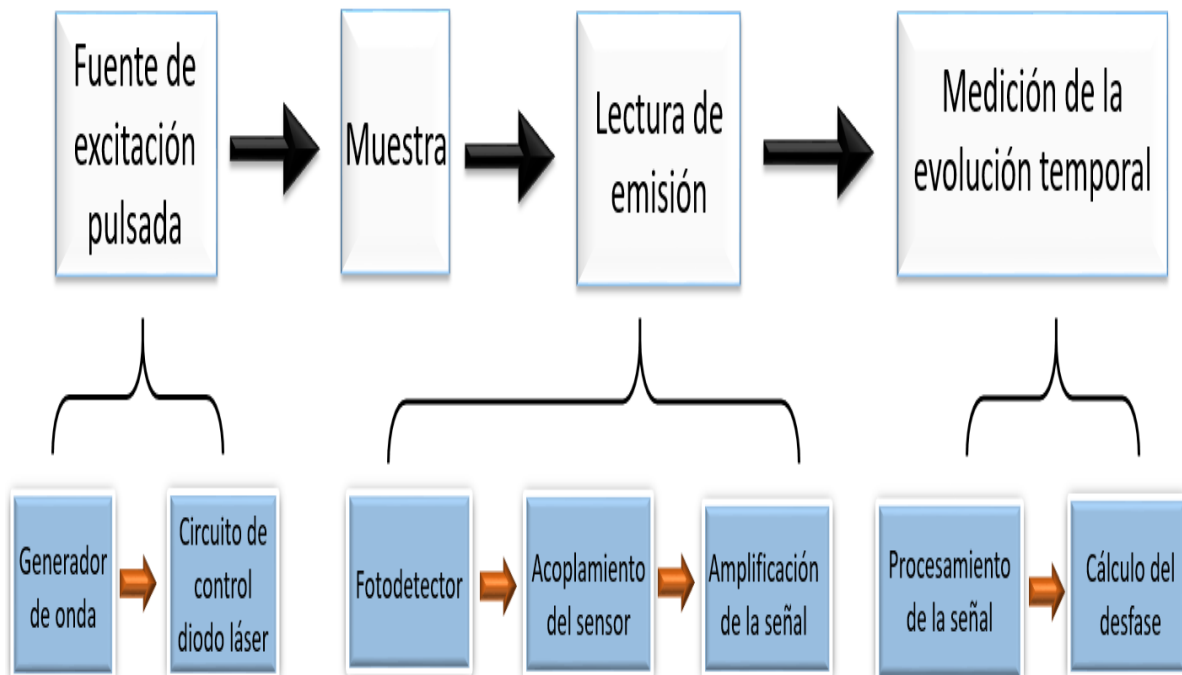 Fuente de
excitación
pulsada
Muestra
Lectura de
emisión
Medición de la
evolución temporal
Generador
de onda
Circuito de
control
diodo láser
Fotodetector
Acoplamiento
del sensor
Amplificación
de la señal
Procesamiento
de la señal
Cálculo del
desfase